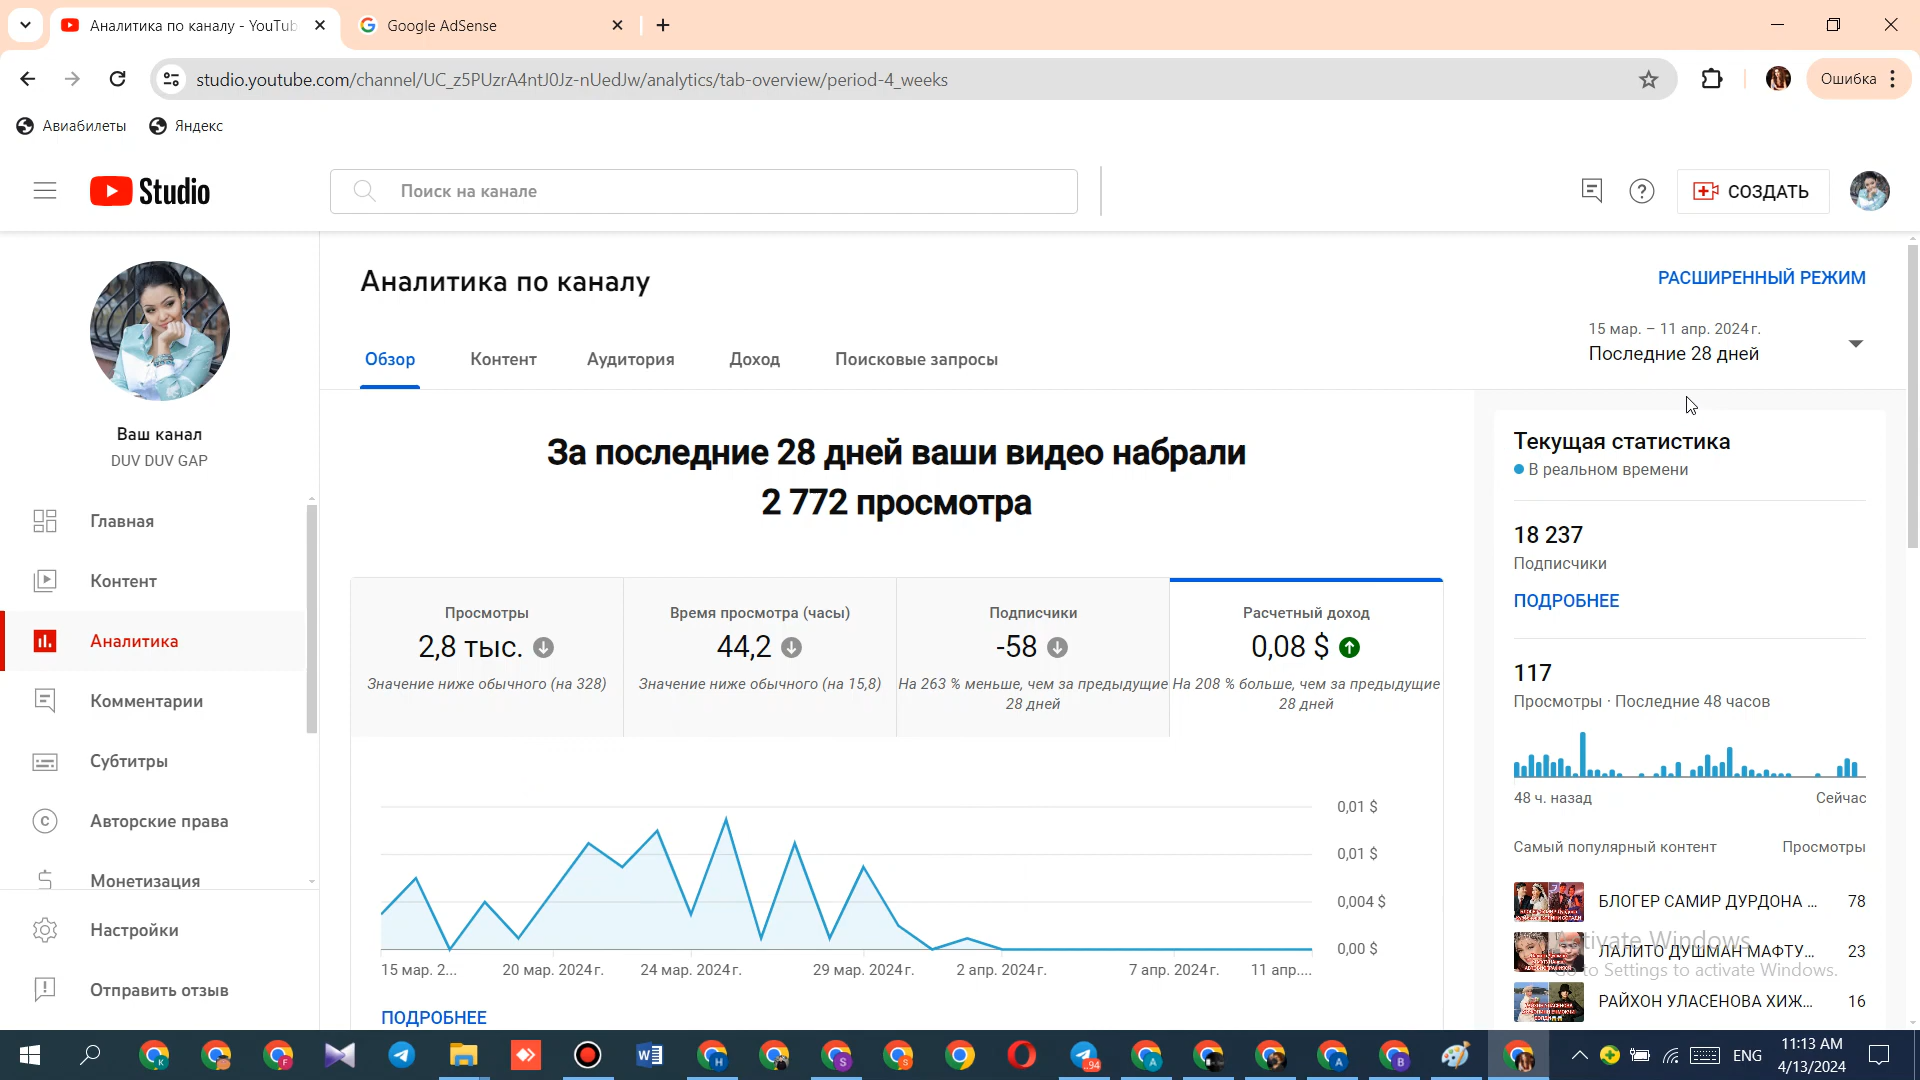 Аналитика по каналу - YouTub
Google AdSense
studio.youtube.com/channel/UC_z5PUzrA4ntJ0Jz-nUedJw/analytics/tab-overview/period-4_weeks
Ошибка
Авиабилеты
Яндекс
Studio
Поиск на канале
СОЗДАТЬ
Ваш канал
DUV DUV GAP
Главная
Контент
Аналитика
Комментарии
Субтитры
Авторские права
Монетизация
Настройки
Отправить отзыв
Аналитика по каналу
РАСШИРЕННЫЙ РЕЖИМ
Обзор
Контент
Аудитория
Доход
Поисковые запросы
15 мар. – 11 апр. 2024 г.
Последние 28 дней
За последние 28 дней ваши видео набрали
2 772 просмотра
Просмотры
2,8 тыс.
Значение ниже обычного (на 328)
Время просмотра (часы)
44,2
Значение ниже обычного (на 15,8)
Подписчики
-58
На 263 % меньше, чем за предыдущие
28 дней
Расчетный доход
0,08 $
На 208 % больше, чем за предыдущие
28 дней
0,01 $
0,01 $
0,004 $
0,00 $
15 мар. 2...
20 мар. 2024 г.
24 мар. 2024 г.
29 мар. 2024 г.
2 апр. 2024 г.
7 апр. 2024 г.
11 апр....
ПОДРОБНЕЕ
Текущая статистика
В реальном времени
18 237
Подписчики
ПОДРОБНЕЕ
117
Просмотры · Последние 48 часов
48 ч. назад
Сейчас
Самый популярный контент
Просмотры
БЛОГЕР САМИР ДУРДОНА ...
78
ЛАЛИТО ДУШМАН МАФТУ...
23
РАЙХОН УЛАСЕНОВА ХИЖ...
16
Activate Windows
Go to Settings to activate Windows.
94
ENG
11:13 AM
4/13/2024